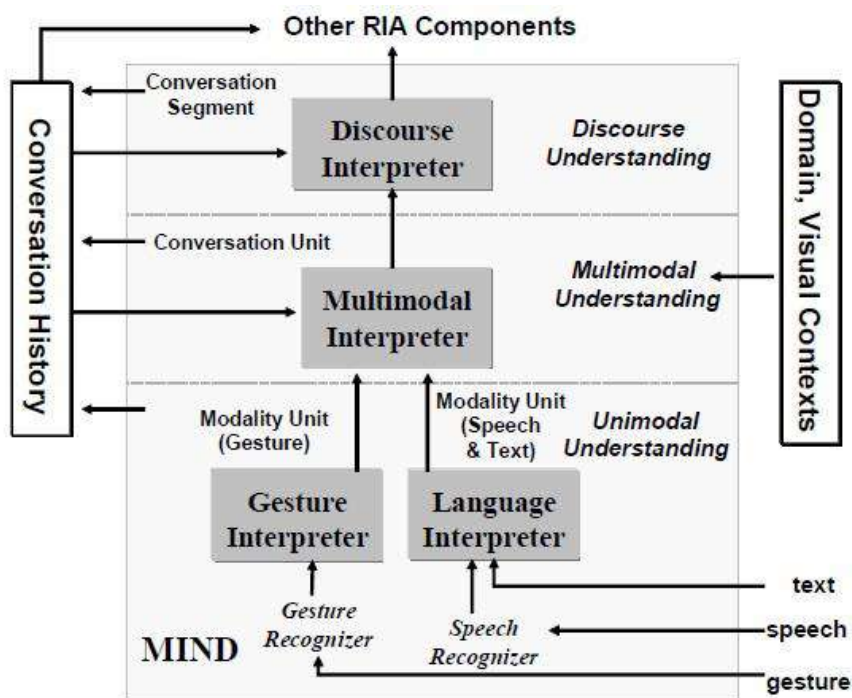 Other RIA Components
Conversation
Segment
Discourse
Interpreter
Discourse
Understanding
Conversation History
Domain, Visual Contexts
Conversation Unit
Multimodal
Interpreter
Multimodal
Understanding
Modality Unit
(Gesture)
Modality Unit
(Speech
& Text)
Unimodal
Understanding
Gesture
Interpreter
Language
Interpreter
text
Gesture
Recognizer
Speech
Recognizer
speech
MIND
gesture